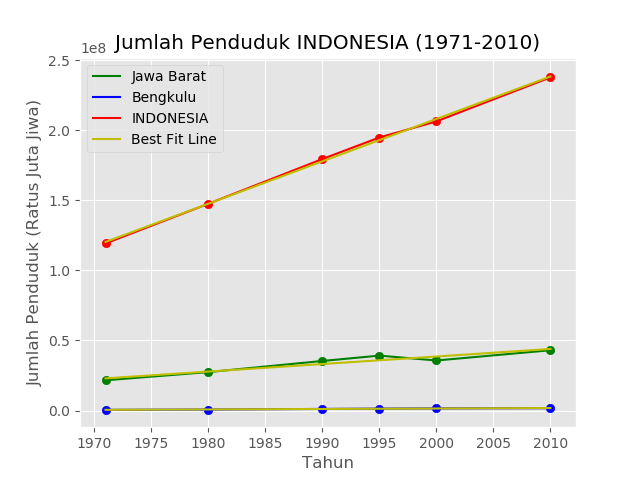 Jumlah Penduduk INDONESIA (1971-2010)
1e8
Jawa Barat
Bengkulu
INDONESIA
Best Fit Line
2.5
2.0
1.5
1.0
0.5
0.0
Jumlah Penduduk (Ratus Juta Jiwa)
1970 1975 1980 1985 1990 1995 2000 2005 2010
Tahun